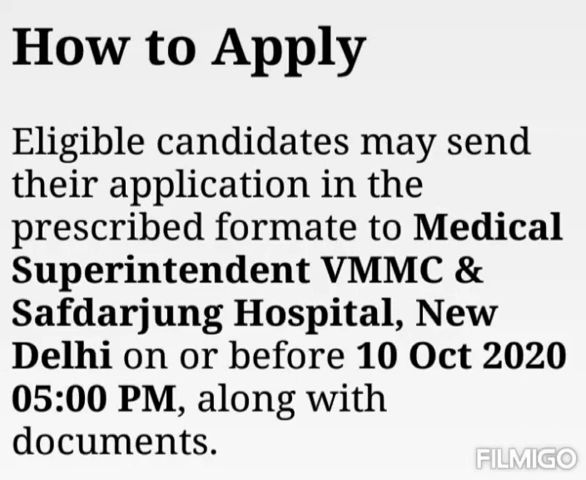 How to Apply
Eligible candidates may send
their application in the
prescribed formate to Medical
Superintendent VMMC &
Safdarjung Hospital, New
Delhi on or before 10 Oct 2020
05:00 PM, along with
documents.
FILMIGO